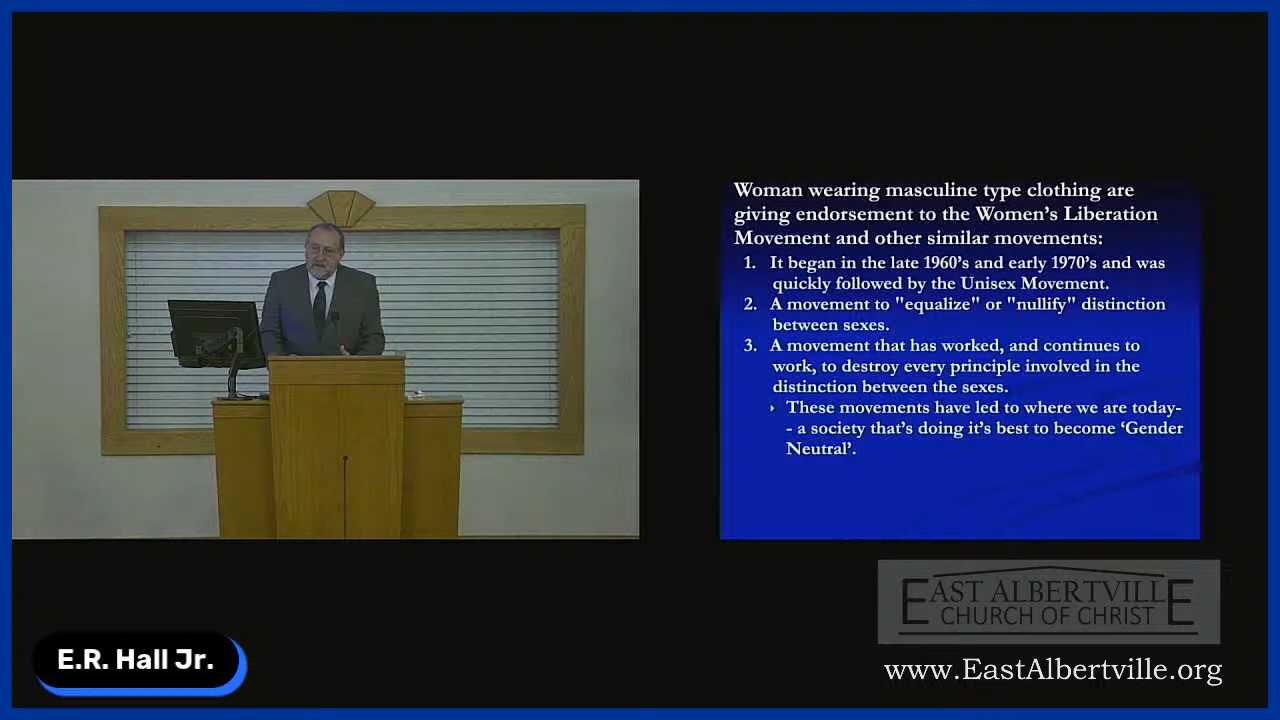 Woman wearing masculine type clothing are
giving endorsement to the Women's Liberation
Movement and other similar movements:
1. It began in the late 1960's and early 1970's and was
quickly followed by the Unisex Movement.
2. A movement to "equalize" or "nullify" distinction
between sexes.
3. A movement that has worked, and continues to
work, to destroy every principle involved in the
distinction between the sexes.
These movements have led to where we are today-
- a society that's doing it's best to become 'Gender
Neutral'.
EAST ALBERTVILLE
CHURCH OF CHRIST
E.R. Hall Jr.
www.EastAlbertville.org